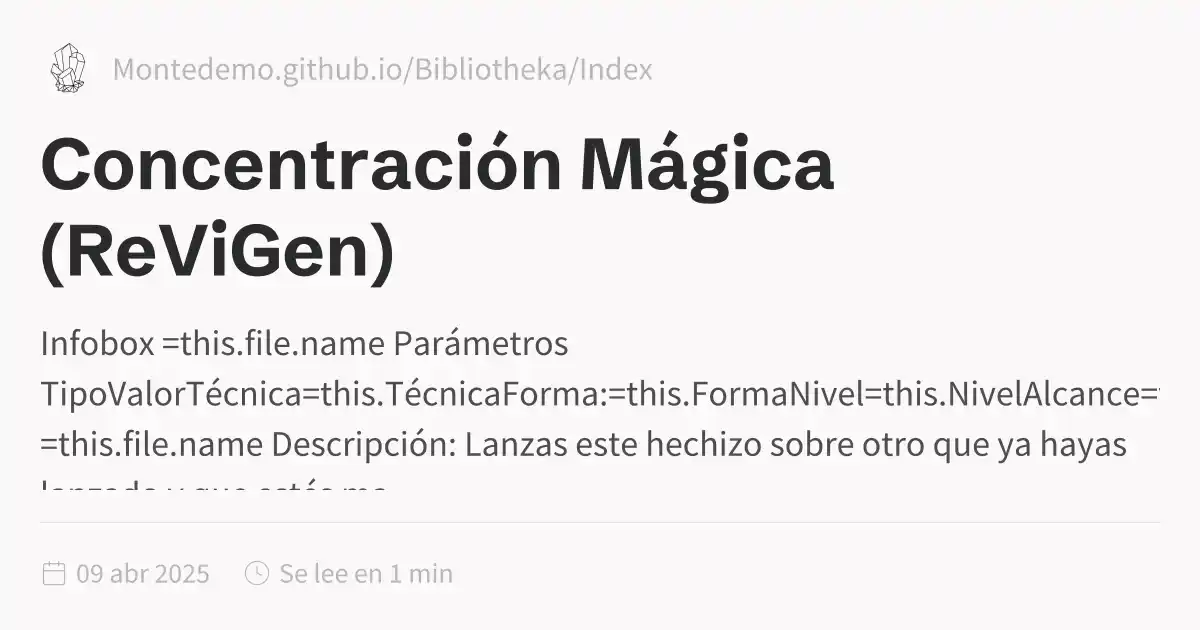 Montedemo.github.io/Bibliotheka/Index
Concentración Mágica
(ReViGen)
Infobox =this.file.name Parámetros
TipoValorTécnica=this.TécnicaForma:=this.FormaNivel=this.NivelAlcance=
=this.file.name Descripción: Lanzas este hechizo sobre otro que ya hayas
09 abr 2025
Se lee en 1 min